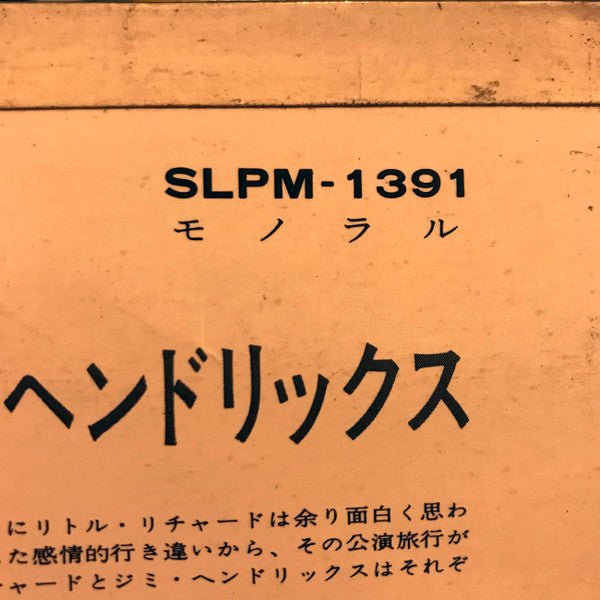 SLPM-1391
モノラル
ヘンドリックス
にリトル・リチャードは余り面白く思わ
た感情的行き違いから、その公演旅行が
チャードとジミ・ヘンドリックスはそれぞ